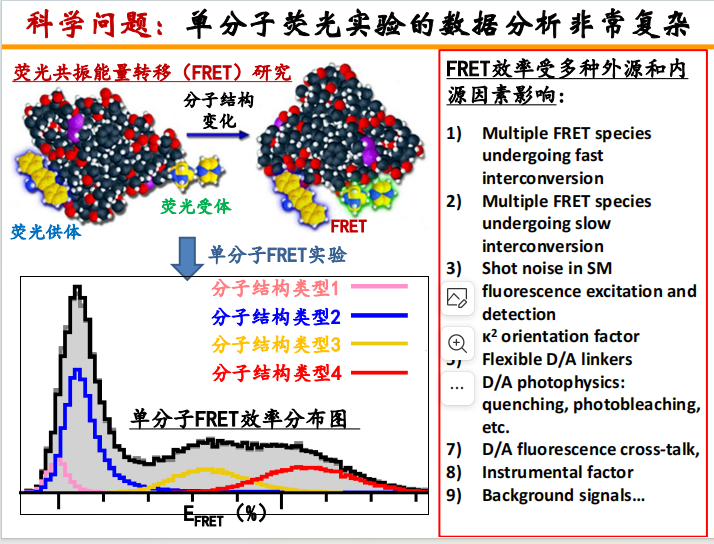 科学问题：单分子荧光实验的数据分析非常复杂
荧光共振能量转移（FRET）研究
分子结构
变化
荧光受体
荧光供体
FRET
单分子FRET实验
分子结构类型1
分子结构类型2
分子结构类型3
分子结构类型4
单分子FRET效率分布图
EFRET (%)
FRET效率受多种外源和内
源因素影响：
1) Multiple FRET species
undergoing fast
interconversion
2) Multiple FRET species
undergoing slow
interconversion
3) Shot noise in SM
fluorescence excitation and
detection
κ² orientation factor
Flexible D/A linkers
D/A photophysics:
quenching, photobleaching,
etc.
7) D/A fluorescence cross-talk,
8) Instrumental factor
9) Background signals…